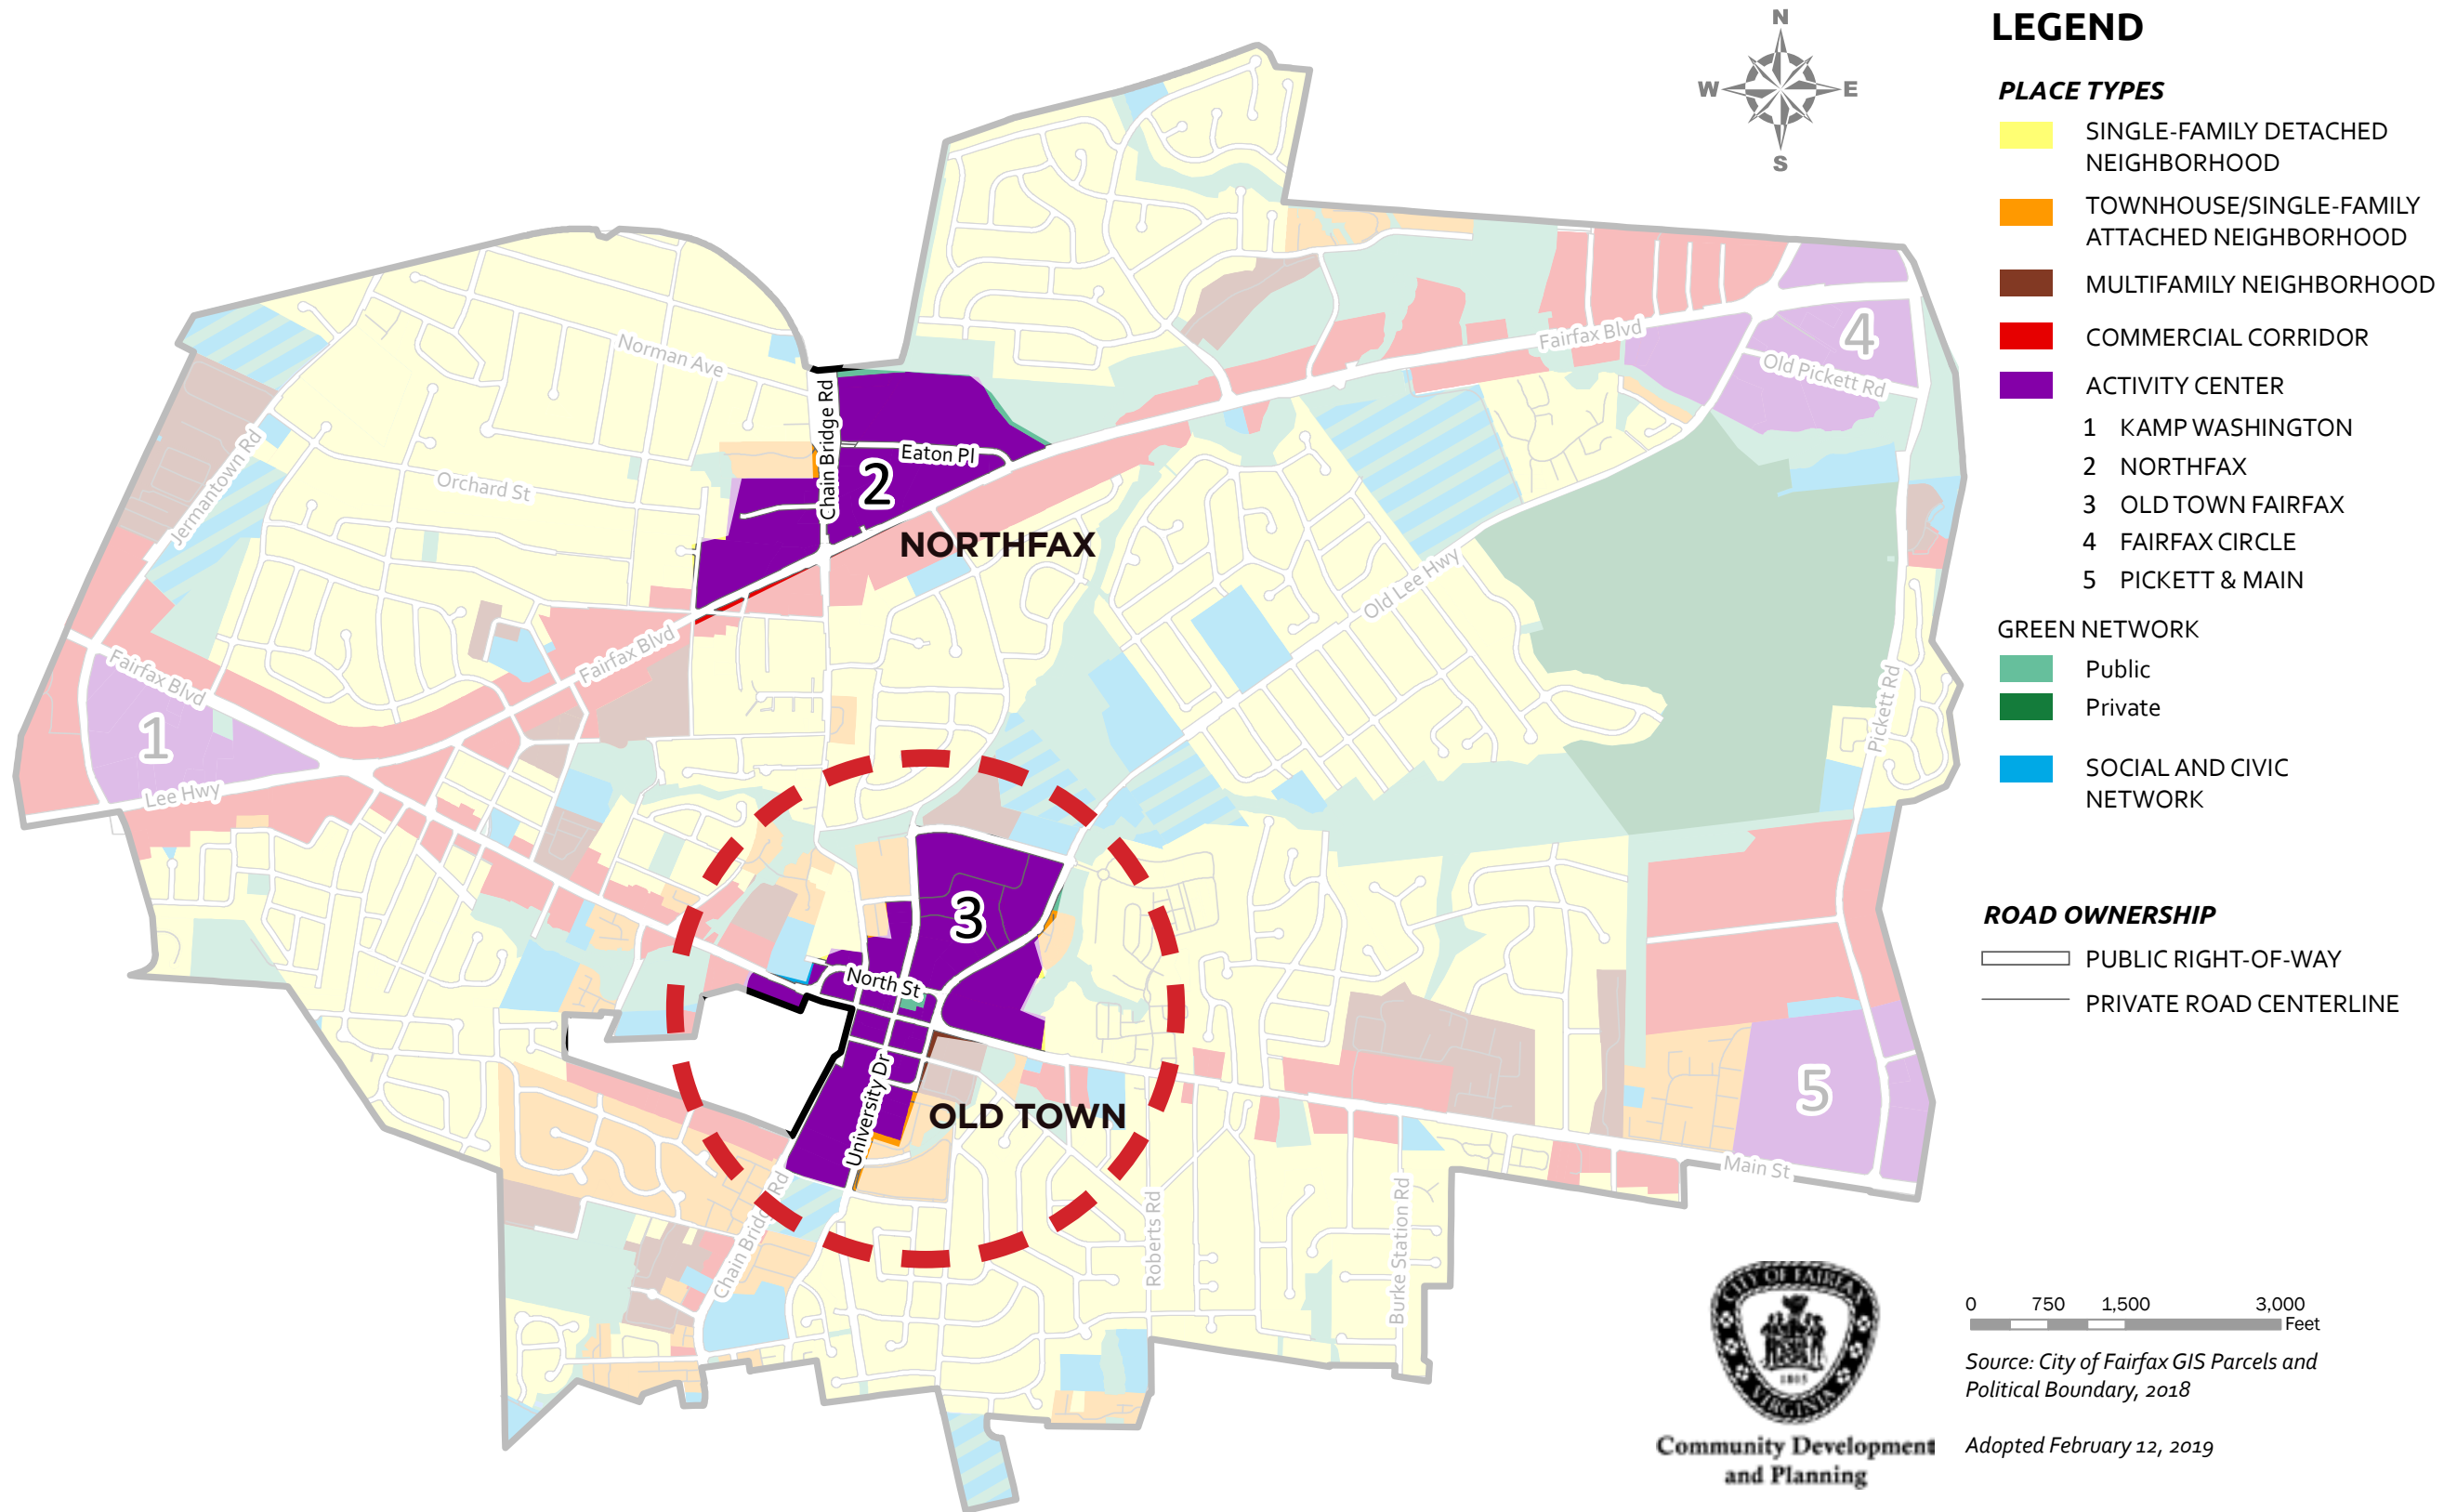 N
W
E
S
LEGEND
PLACE TYPES
SINGLE-FAMILY DETACHED
NEIGHBORHOOD
TOWNHOUSE/SINGLE-FAMILY
ATTACHED NEIGHBORHOOD
MULTIFAMILY NEIGHBORHOOD
COMMERCIAL CORRIDOR
ACTIVITY CENTER
1 KAMP WASHINGTON
2 NORTHFAX
3 OLD TOWN FAIRFAX
4 FAIRFAX CIRCLE
5 PICKETT & MAIN
GREEN NETWORK
Public
Private
SOCIAL AND CIVIC
NETWORK
ROAD OWNERSHIP
PUBLIC RIGHT-OF-WAY
PRIVATE ROAD CENTERLINE
Norman Ave
Chain Bridge Rd
Eaton Pl
2
NORTHFAX
Orchard St
Jermantown Rd
Fairfax Blvd
4
Old Pickett Rd
Old Lee Hwy
Fairfax Blvd
Fairfax Blvd
1
Lee Hwy
Pickett Rd
3
North St
University Dr
OLD TOWN
5
Main St
Chain Bridge Rd
Roberts Rd
Burke Station Rd
CITY OF FAIRFAX
1805
VIRGINIA
Community Development
and Planning
0 750 1,500 3,000
Feet
Source: City of Fairfax GIS Parcels and
Political Boundary, 2018
Adopted February 12, 2019